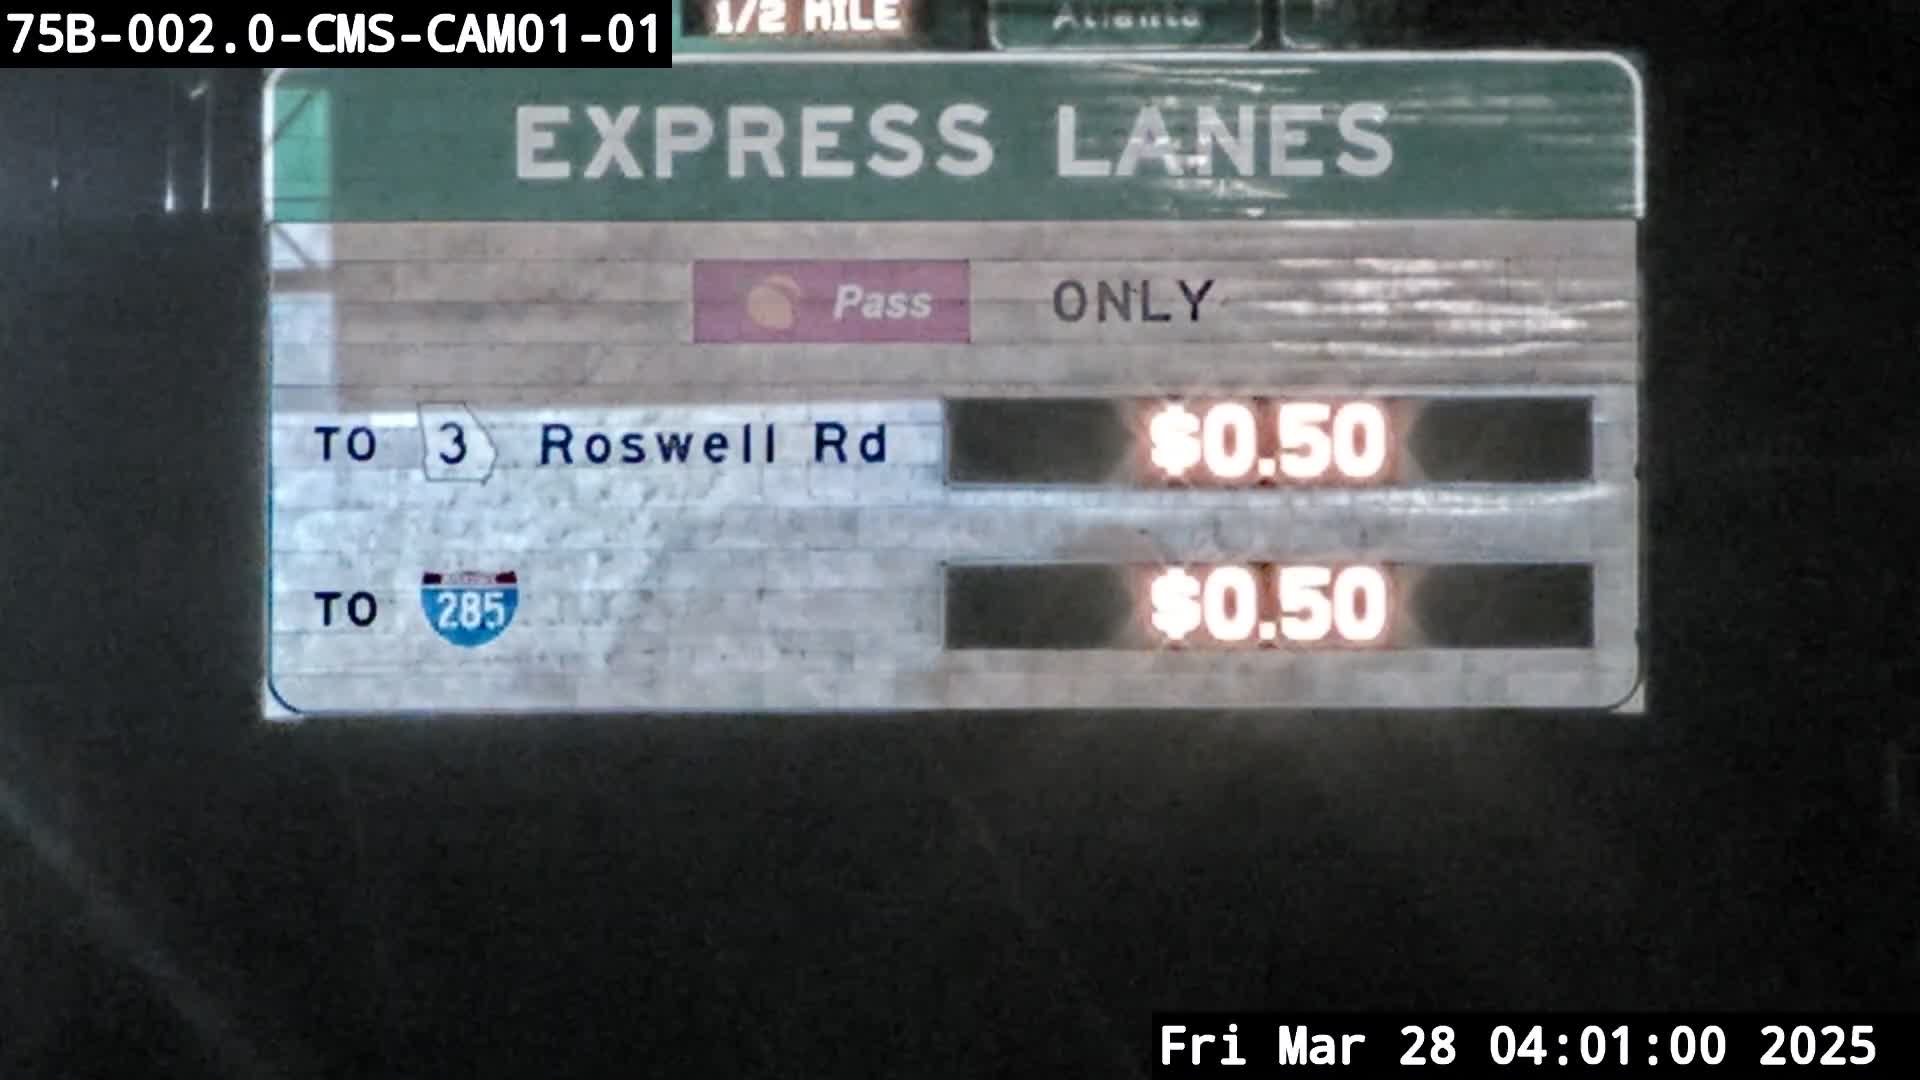 75B-002.0-CMS-CAM01-01
1/2 MILE
Atlanta
EXPRESS LANES
Pass ONLY
TO 3 Roswell Rd $0.50
TO 285 $0.50
Fri Mar 28 04:01:00 2025